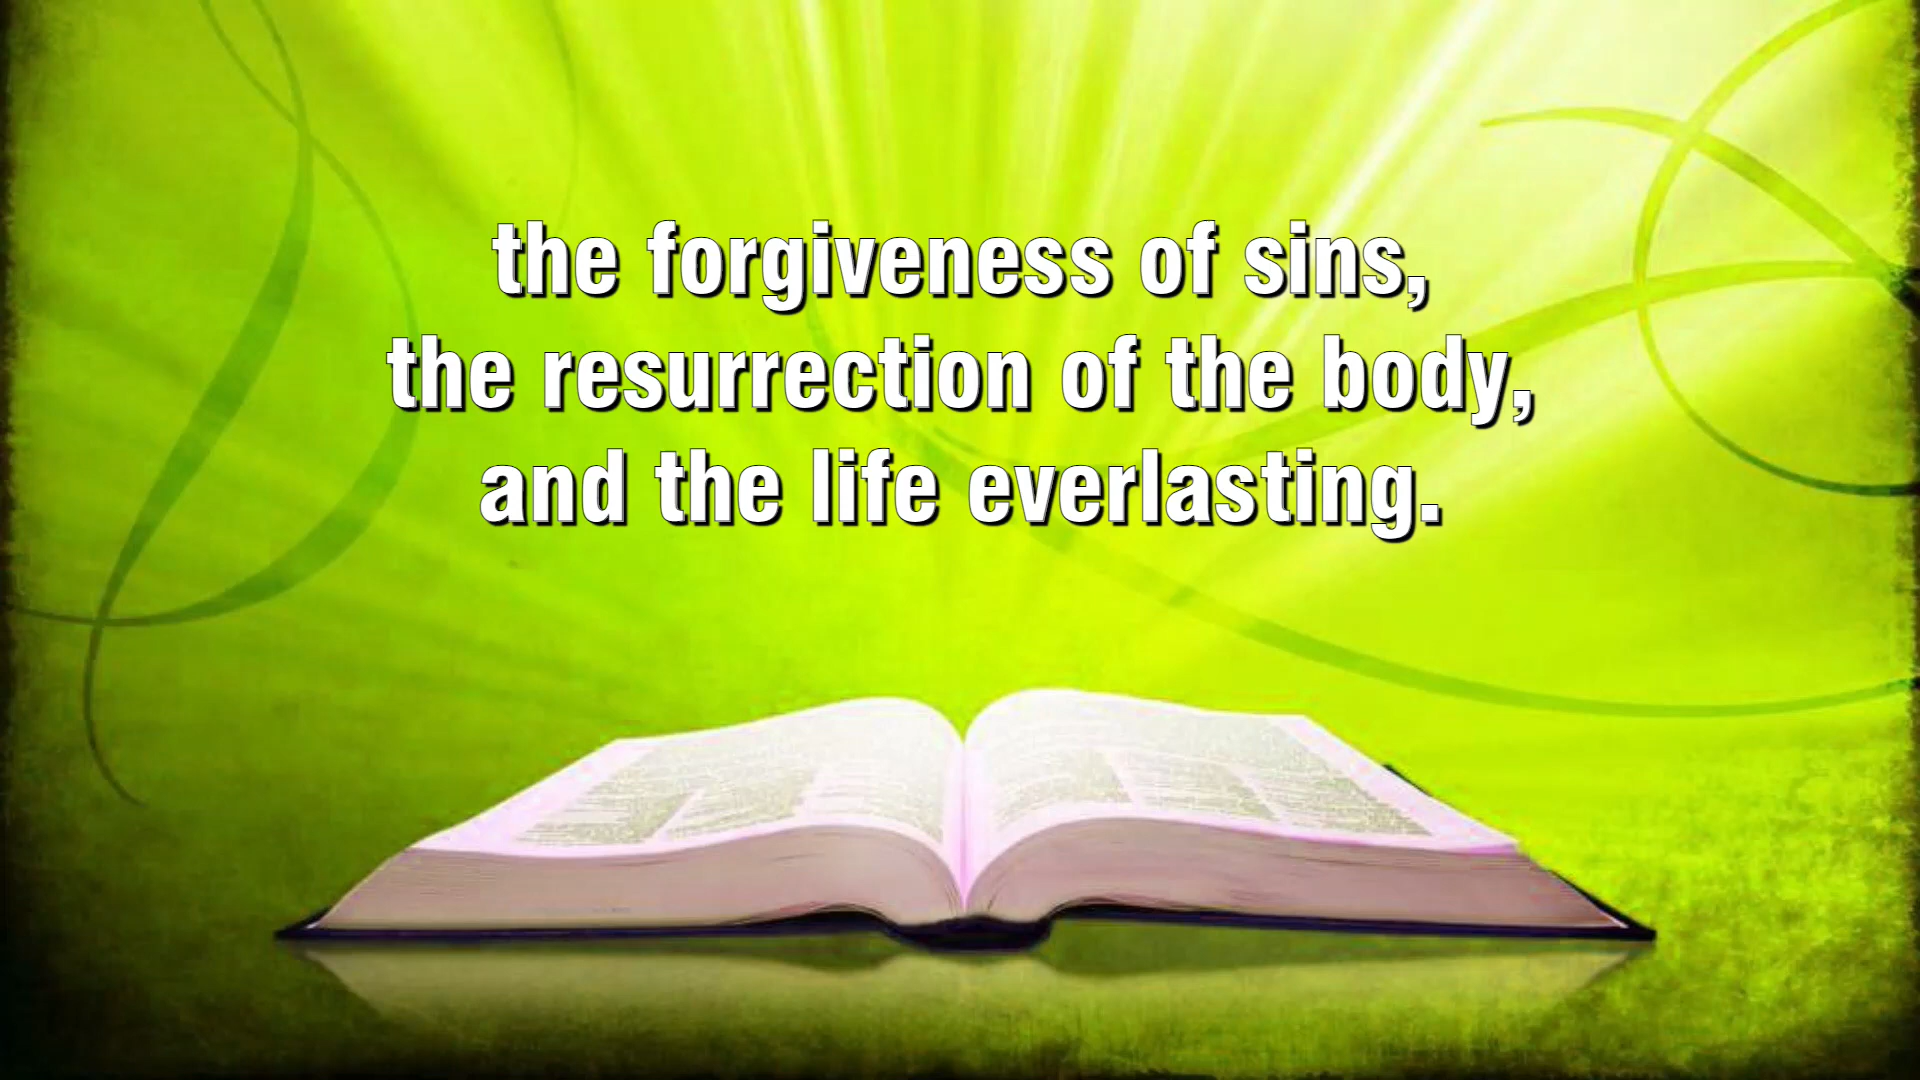 the forgiveness of sins,
the resurrection of the body,
and the life everlasting.